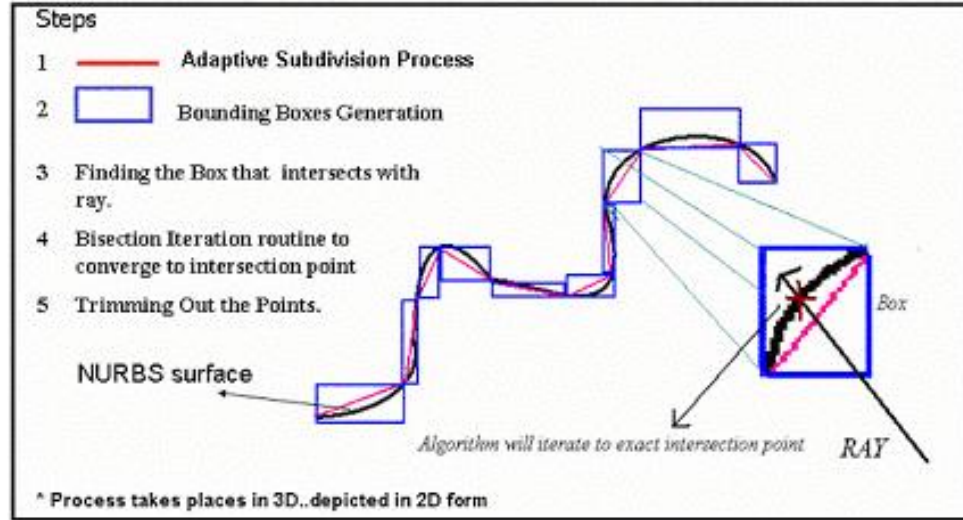 Steps
1 Adaptive Subdivision Process
2 Bounding Boxes Generation
3 Finding the Box that intersects with
ray.
4 Bisection Iteration routine to
converge to intersection point
5 Trimming Out the Points.
NURBS surface
Box
Algorithm will iterate to exact intersection point
RAY
* Process takes places in 3D..depicted in 2D form